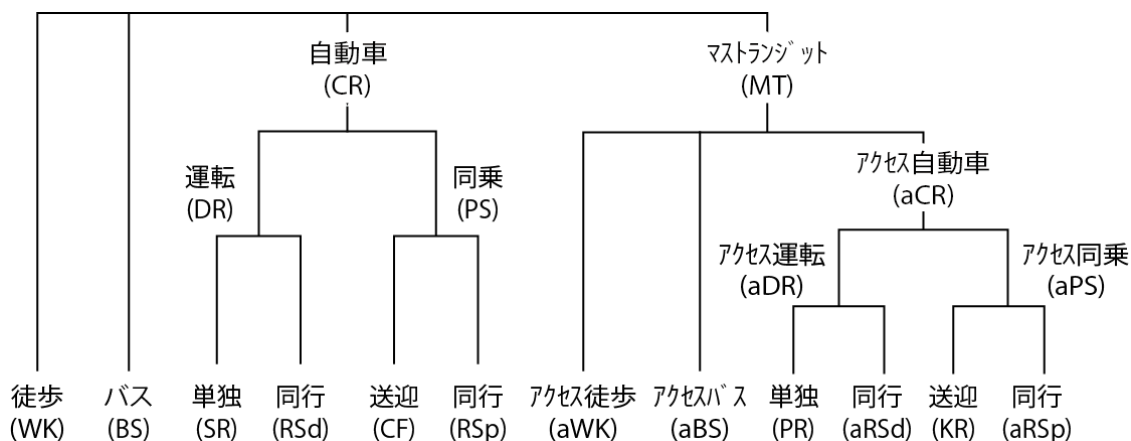 自動車
(CR)
マストランジット
(MT)
運転
(DR)
同乗
(PS)
アクセス自動車
(aCR)
アクセス運転
(aDR)
アクセス同乗
(aPS)
徒歩
(WK)
バス
(BS)
単独
(SR)
同行
(RSd)
送迎
(CF)
同行
(RSp)
アクセス徒歩
(aWK)
アクセスバス
(aBS)
単独
(PR)
同行
(aRSd)
送迎
(KR)
同行
(aRSp)